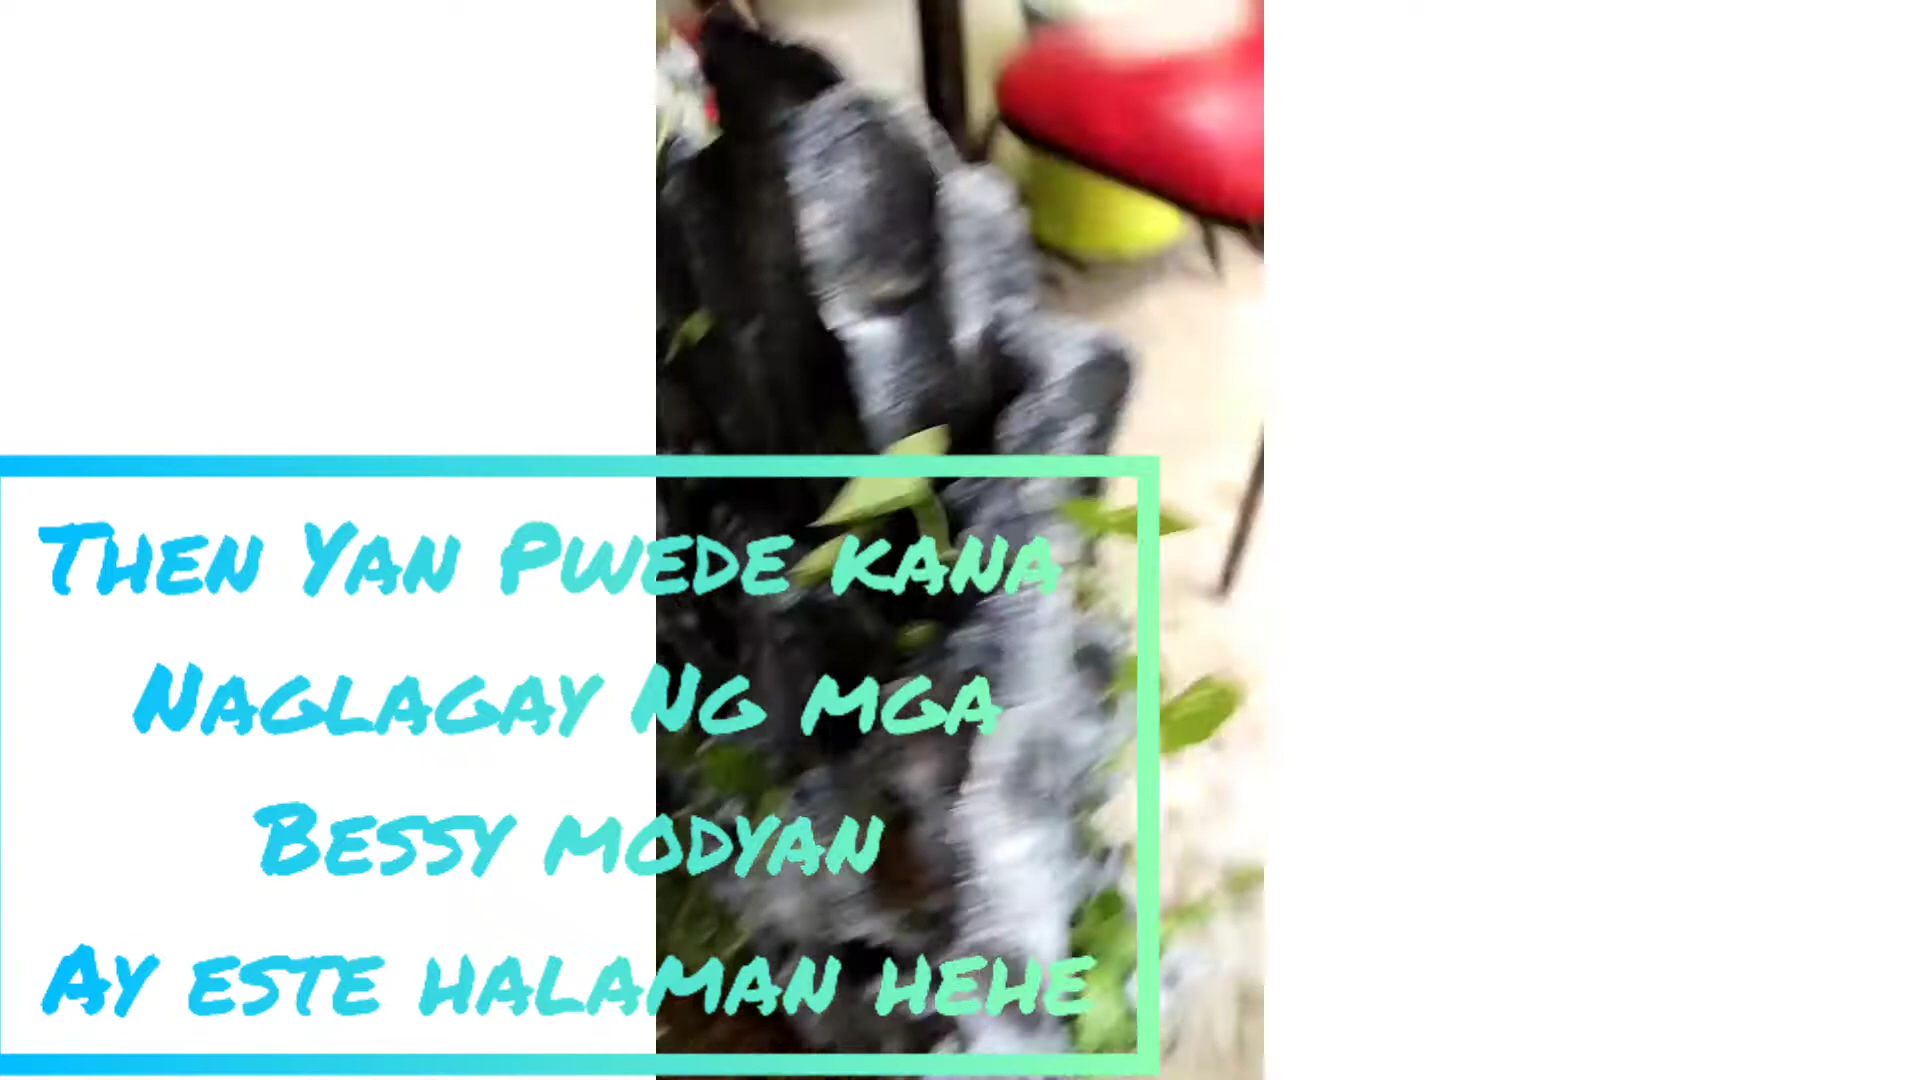 Then Yan Pwede kana
Naglagay Ng mga
Bessy modyan
Ay este halaman hehe